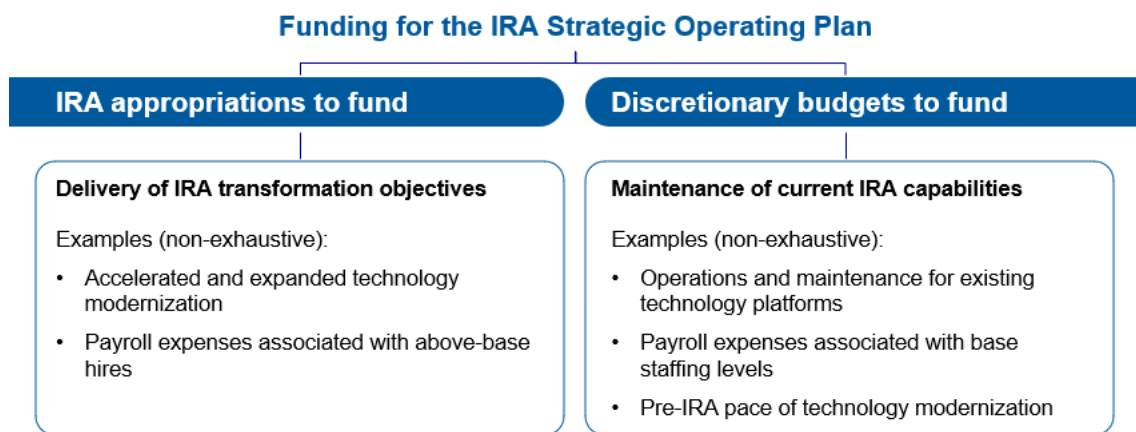 Funding for the IRA Strategic Operating Plan
IRA appropriations to fund
Delivery of IRA transformation objectives
Examples (non-exhaustive):
• Accelerated and expanded technology
modernization
• Payroll expenses associated with above-base
hires
Discretionary budgets to fund
Maintenance of current IRA capabilities
Examples (non-exhaustive):
• Operations and maintenance for existing
technology platforms
• Payroll expenses associated with base
staffing levels
• Pre-IRA pace of technology modernization